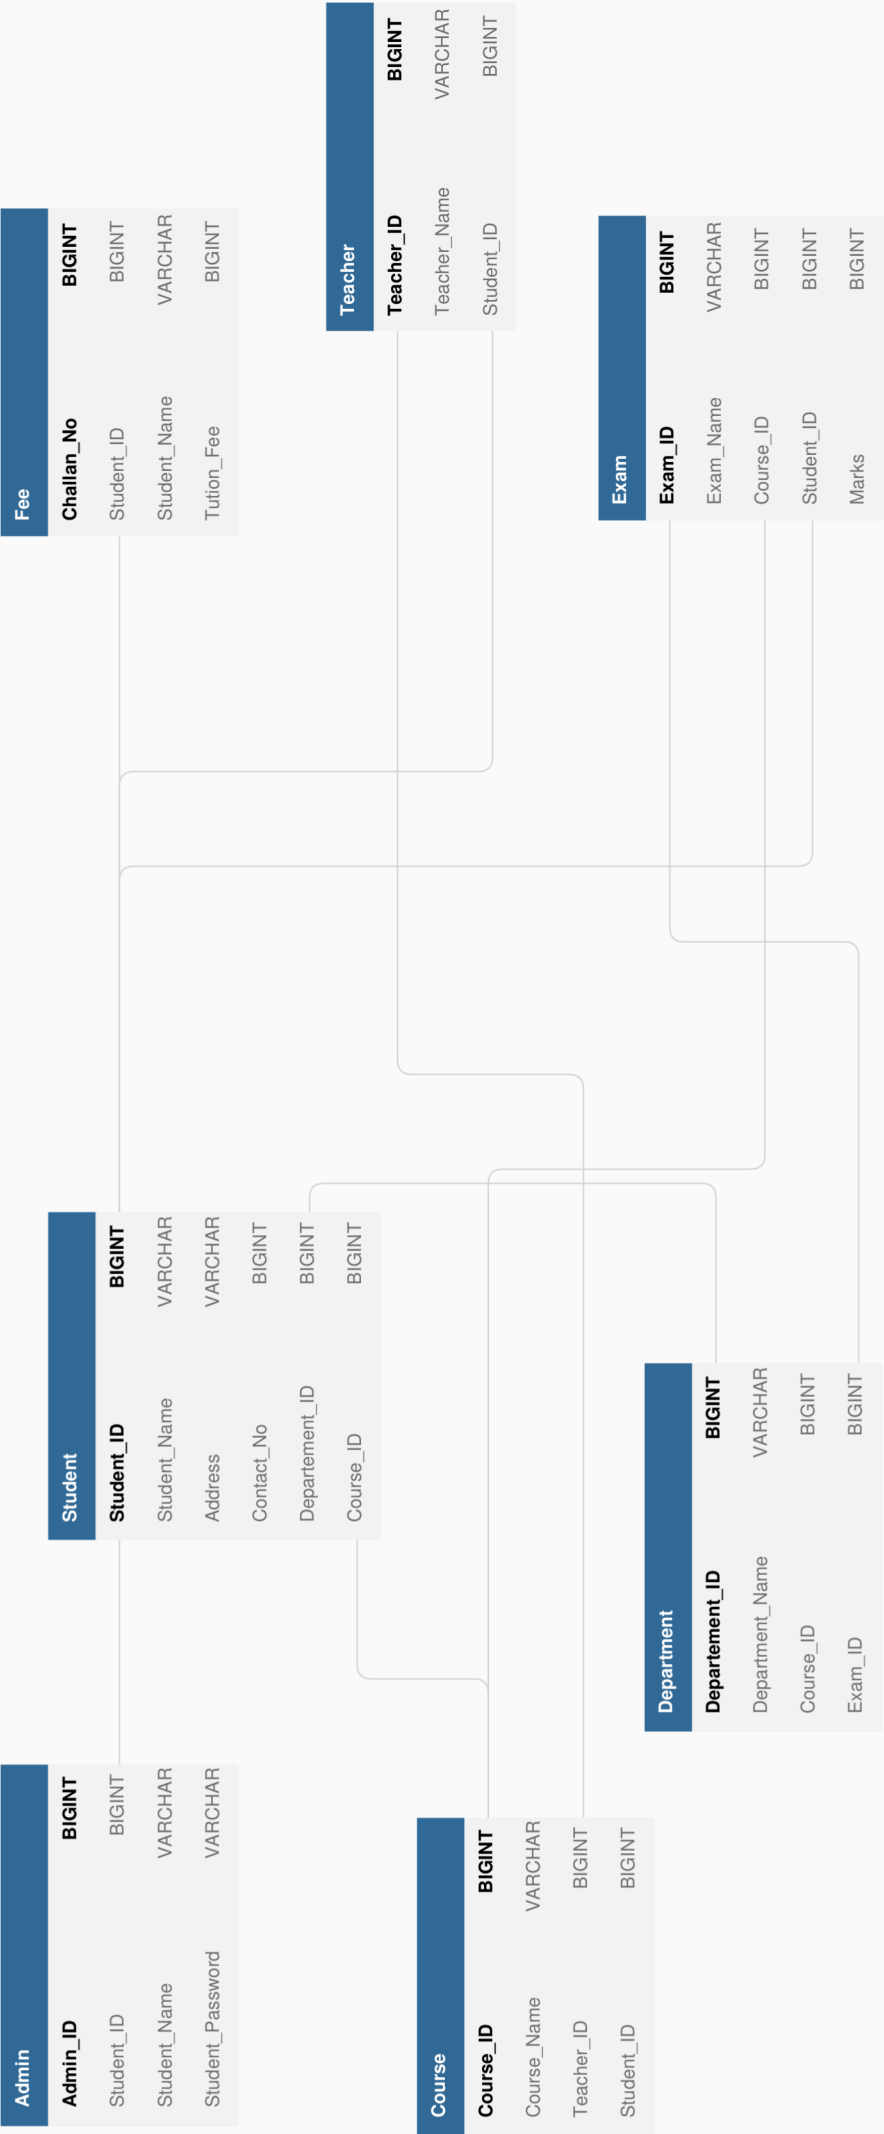 Admin
Admin_ID BIGINT
Student_ID BIGINT
Student_Name VARCHAR
Student_Password VARCHAR
Student
Student_ID BIGINT
Student_Name VARCHAR
Address VARCHAR
Contact_No BIGINT
Departement_ID BIGINT
Course_ID BIGINT
Fee
Challan_No BIGINT
Student_ID BIGINT
Student_Name VARCHAR
Tution_Fee BIGINT
Teacher
Teacher_ID BIGINT
Teacher_Name VARCHAR
Student_ID BIGINT
Course
Course_ID BIGINT
Course_Name VARCHAR
Teacher_ID BIGINT
Student_ID BIGINT
Department
Departement_ID BIGINT
Department_Name VARCHAR
Course_ID BIGINT
Exam_ID BIGINT
Exam
Exam_ID BIGINT
Exam_Name VARCHAR
Course_ID BIGINT
Student_ID BIGINT
Marks BIGINT